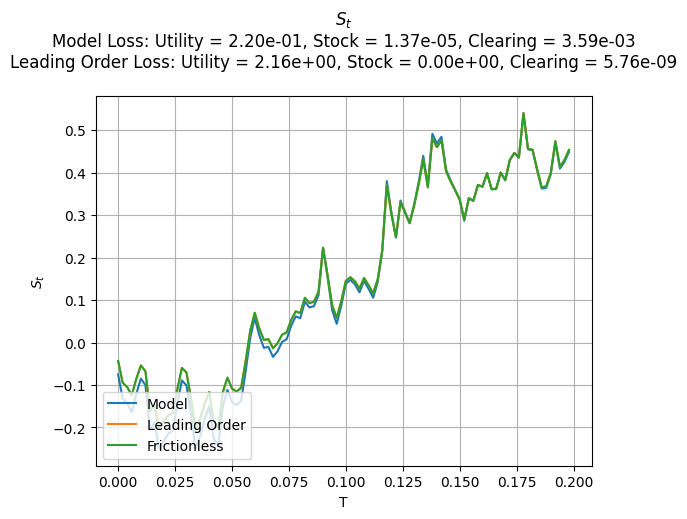 S_t
Model Loss: Utility = 2.20e-01, Stock = 1.37e-05, Clearing = 3.59e-03
Leading Order Loss: Utility = 2.16e+00, Stock = 0.00e+00, Clearing = 5.76e-09
0.5
0.4
0.3
0.2
0.1
0.0
−0.1
−0.2
S_t
Model
Leading Order
Frictionless
0.000 0.025 0.050 0.075 0.100 0.125 0.150 0.175 0.200
T